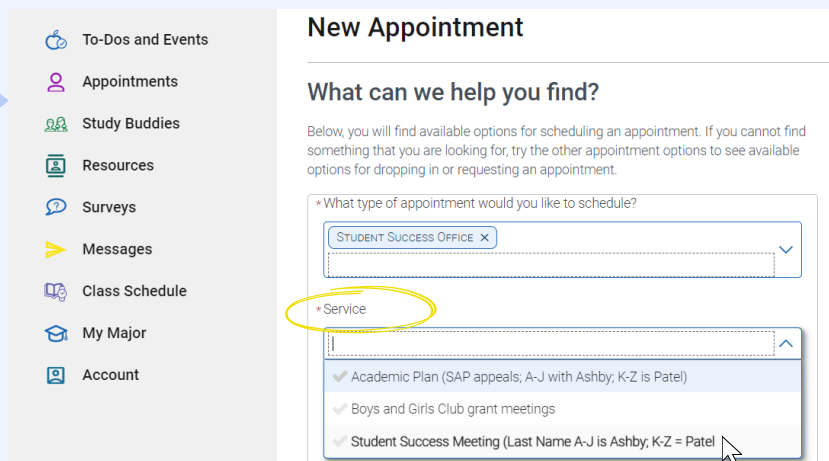 To-Dos and Events
Appointments
Study Buddies
Resources
Surveys
Messages
Class Schedule
My Major
Account
New Appointment
What can we help you find?
Below, you will find available options for scheduling an appointment. If you cannot find
something that you are looking for, try the other appointment options to see available
options for dropping in or requesting an appointment.
*What type of appointment would you like to schedule?
STUDENT SUCCESS OFFICE ×
*Service
Academic Plan (SAP appeals; A-J with Ashby; K-Z is Patel)
Boys and Girls Club grant meetings
Student Success Meeting (Last Name A-J is Ashby; K-Z = Patel